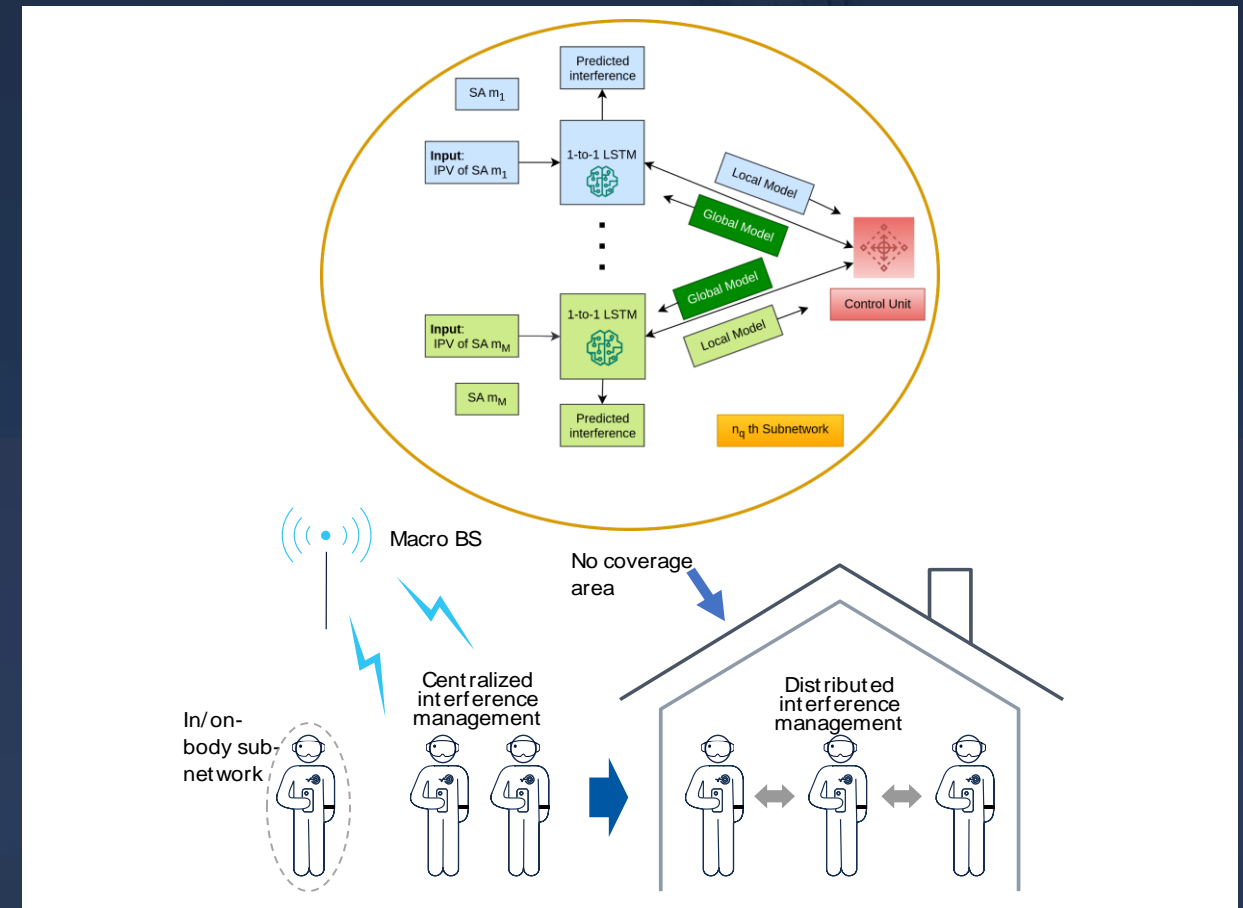 Predicted
interference
SA m1
Input:
IPV of SA m1
1-to-1 LSTM
Local Model
Global Model
Global Model
Local Model
Control Unit
Input:
IPV of SA mM
1-to-1 LSTM
SA mM
Predicted
interference
nq th Subnetwork
Macro BS
No coverage
area
Centralized
interference
management
Distributed
interference
management
In/on-
body sub-
network